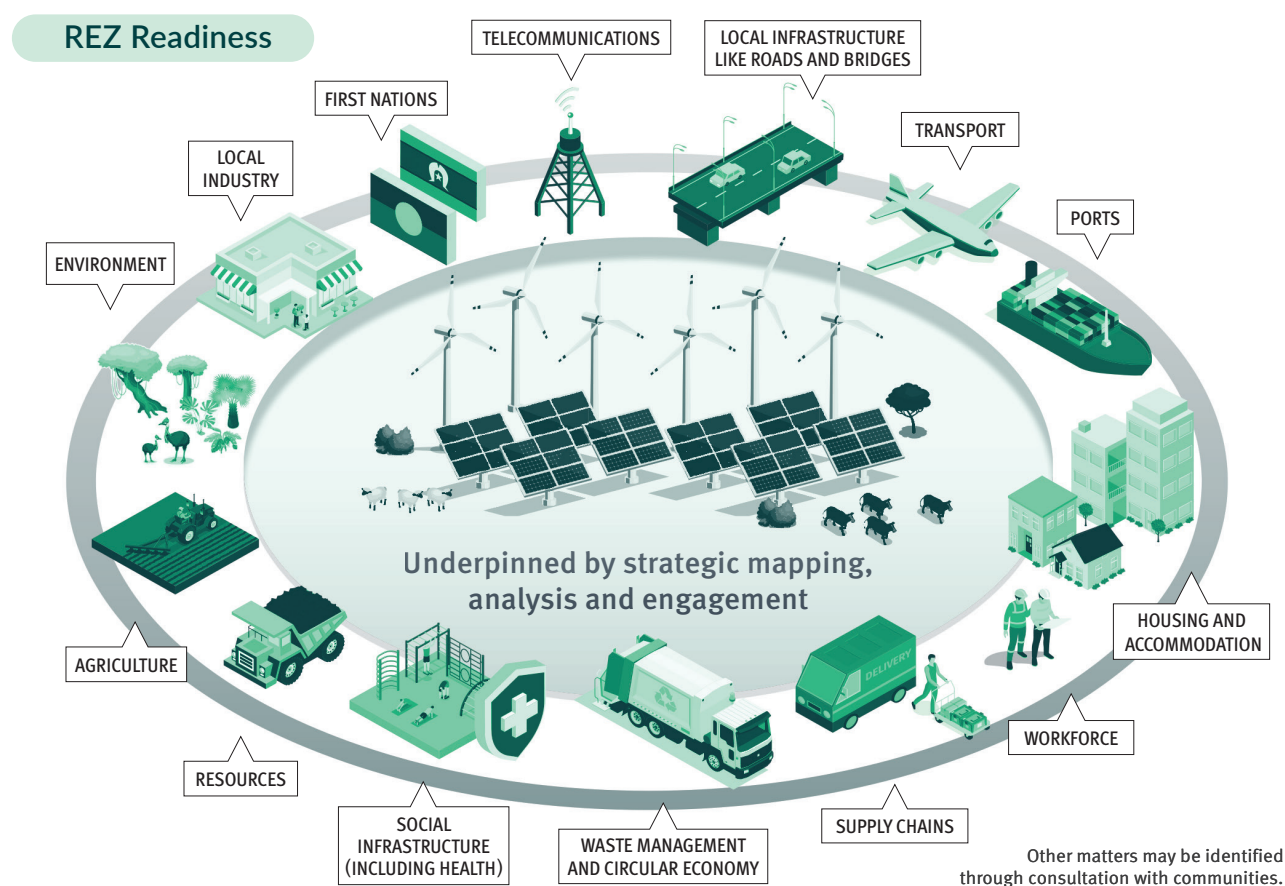 REZ Readiness
TELECOMMUNICATIONS
LOCAL INFRASTRUCTURE
LIKE ROADS AND BRIDGES
FIRST NATIONS
TRANSPORT
LOCAL
INDUSTRY
PORTS
ENVIRONMENT
Underpinned by strategic mapping,
analysis and engagement
HOUSING AND
ACCOMMODATION
AGRICULTURE
DELIVERY
WORKFORCE
RESOURCES
SOCIAL
INFRASTRUCTURE
(INCLUDING HEALTH)
WASTE MANAGEMENT
AND CIRCULAR ECONOMY
SUPPLY CHAINS
Other matters may be identified
through consultation with communities.